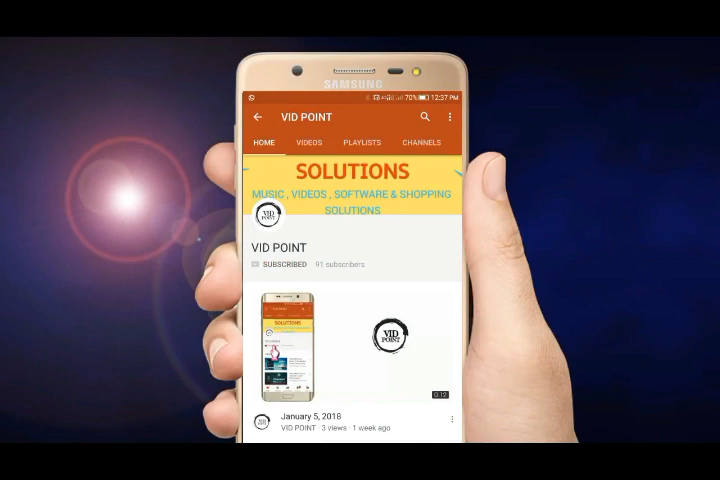 SAMSUNG
70% 12:37 PM
VID POINT
HOME VIDEOS PLAYLISTS CHANNELS
SOLUTIONS
MUSIC , VIDEOS , SOFTWARE & SHOPPING
SOLUTIONS
VID
POINT
VID POINT
SUBSCRIBED 91 subscribers
SOLUTIONS
VID
POINT
0:12
January 5, 2018
VID POINT · 3 views · 1 week ago